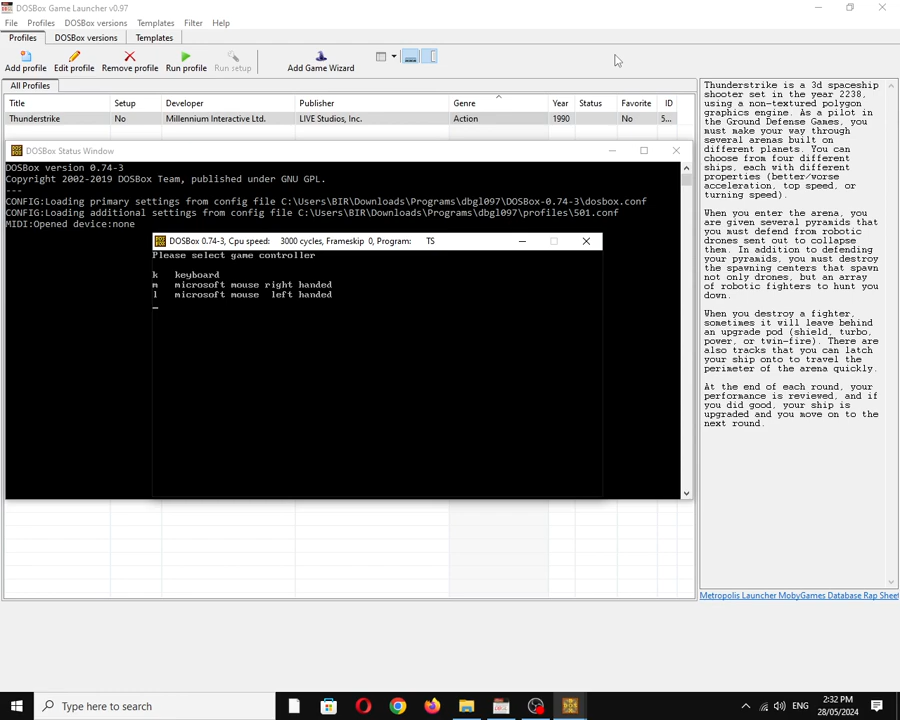 DOSBox Game Launcher v0.97
File Profiles DOSBox versions Templates Filter Help
Profiles DOSBox versions Templates
Add profile Edit profile Remove profile Run profile Run setup Add Game Wizard
All Profiles
Title Setup Developer Publisher Genre Year Status Favorite ID
Thunderstrike No Millennium Interactive Ltd. LIVE Studios, Inc. Action 1990 No 5...
DOSBox Status Window
DOSBox version 0.74-3
Copyright 2002-2019 DOSBox Team, published under GNU GPL.
---
CONFIG:Loading primary settings from config file C:\Users\BIR\Downloads\Programs\dbgl097\DOSBox-0.74-3\dosbox.conf
CONFIG:Loading additional settings from config file C:\Users\BIR\Downloads\Programs\dbgl097\profiles\501.conf
MIDI:Opened device:none
DOSBox 0.74-3, Cpu speed: 3000 cycles, Frameskip 0, Program: TS
Please select game controller
k keyboard
m microsoft mouse right handed
l microsoft mouse left handed
Thunderstrike is a 3d spaceship
shooter set in the year 2238,
using a non-textured polygon
graphics engine. As a pilot in
the Ground Defense Games, you
must make your way through
several arenas built on
different planets. You can
choose from four different
ships, each with different
properties (better/worse
acceleration, top speed, or
turning speed).
When you enter the arena, you
are given several pyramids that
you must defend from robotic
drones sent out to collapse
them. In addition to defending
your pyramids, you must destroy
the spawning centers that spawn
not only drones, but an array
of robotic fighters to hunt you
down.
When you destroy a fighter,
sometimes it will leave behind
an upgrade pod (shield, turbo,
power, or twin-fire). There are
also tracks that you can latch
your ship onto to travel the
perimeter of the arena quickly.
At the end of each round, your
performance is reviewed, and if
you did good, your ship is
upgraded and you move on to the
next round.
Metropolis Launcher MobyGames Database Rap Sheet
Type here to search
ENG
2:32 PM
28/05/2024